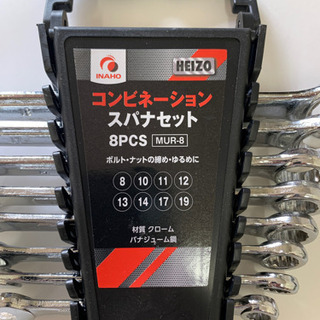 INAHO
HEIZO
コンビネーション
スパナセット
8PCS MUR-8
ボルト・ナットの締め・ゆるめに
8 10 11 12
13 14 17 19
材質 クローム
バナジューム鋼